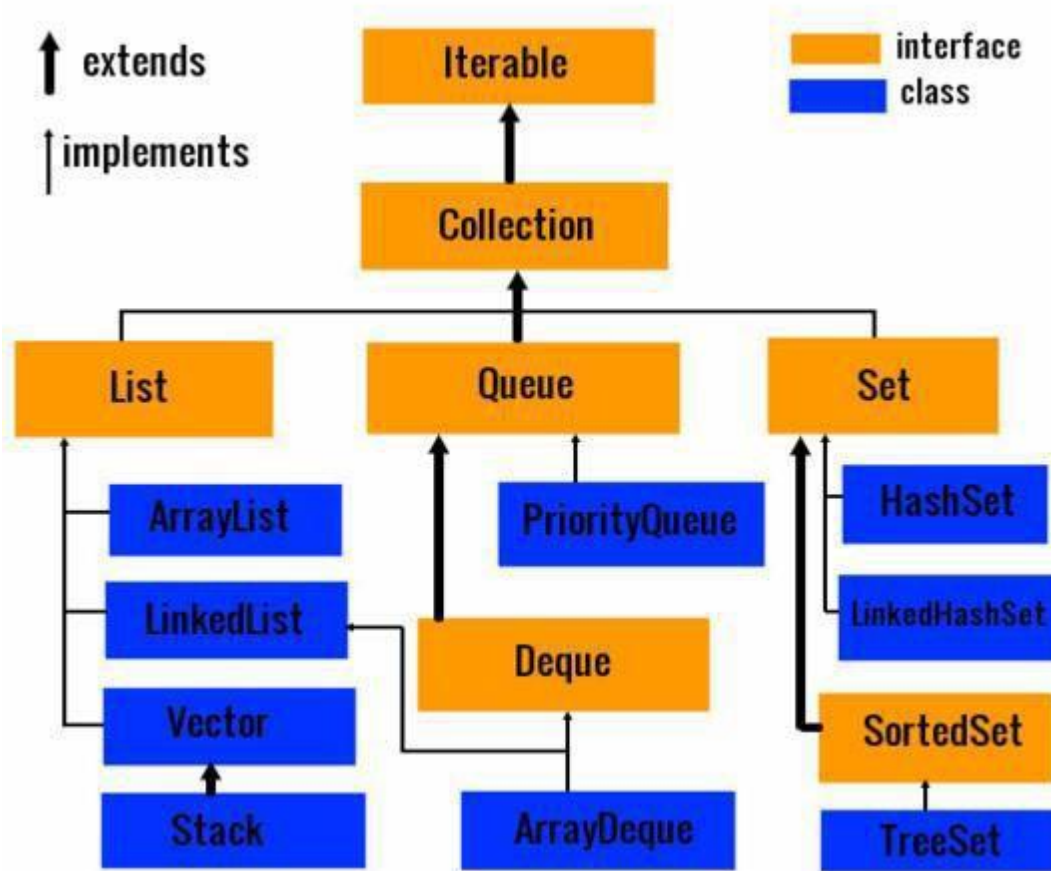 extends
implements
interface
class
Iterable
Collection
List
Queue
Set
ArrayList
LinkedList
Vector
Stack
PriorityQueue
Deque
ArrayDeque
HashSet
LinkedHashSet
SortedSet
TreeSet